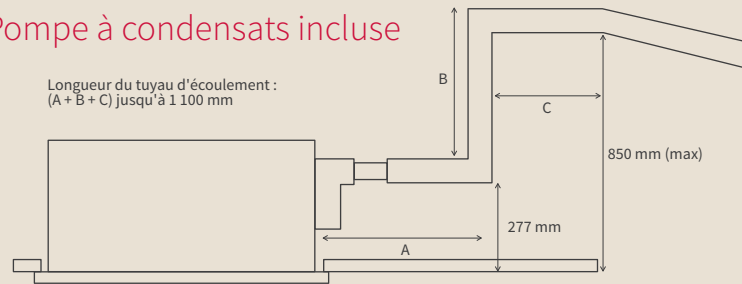 Pompe à condensats incluse
Longueur du tuyau d'écoulement :
(A + B + C) jusqu'à 1 100 mm
B
C
850 mm (max)
277 mm
A